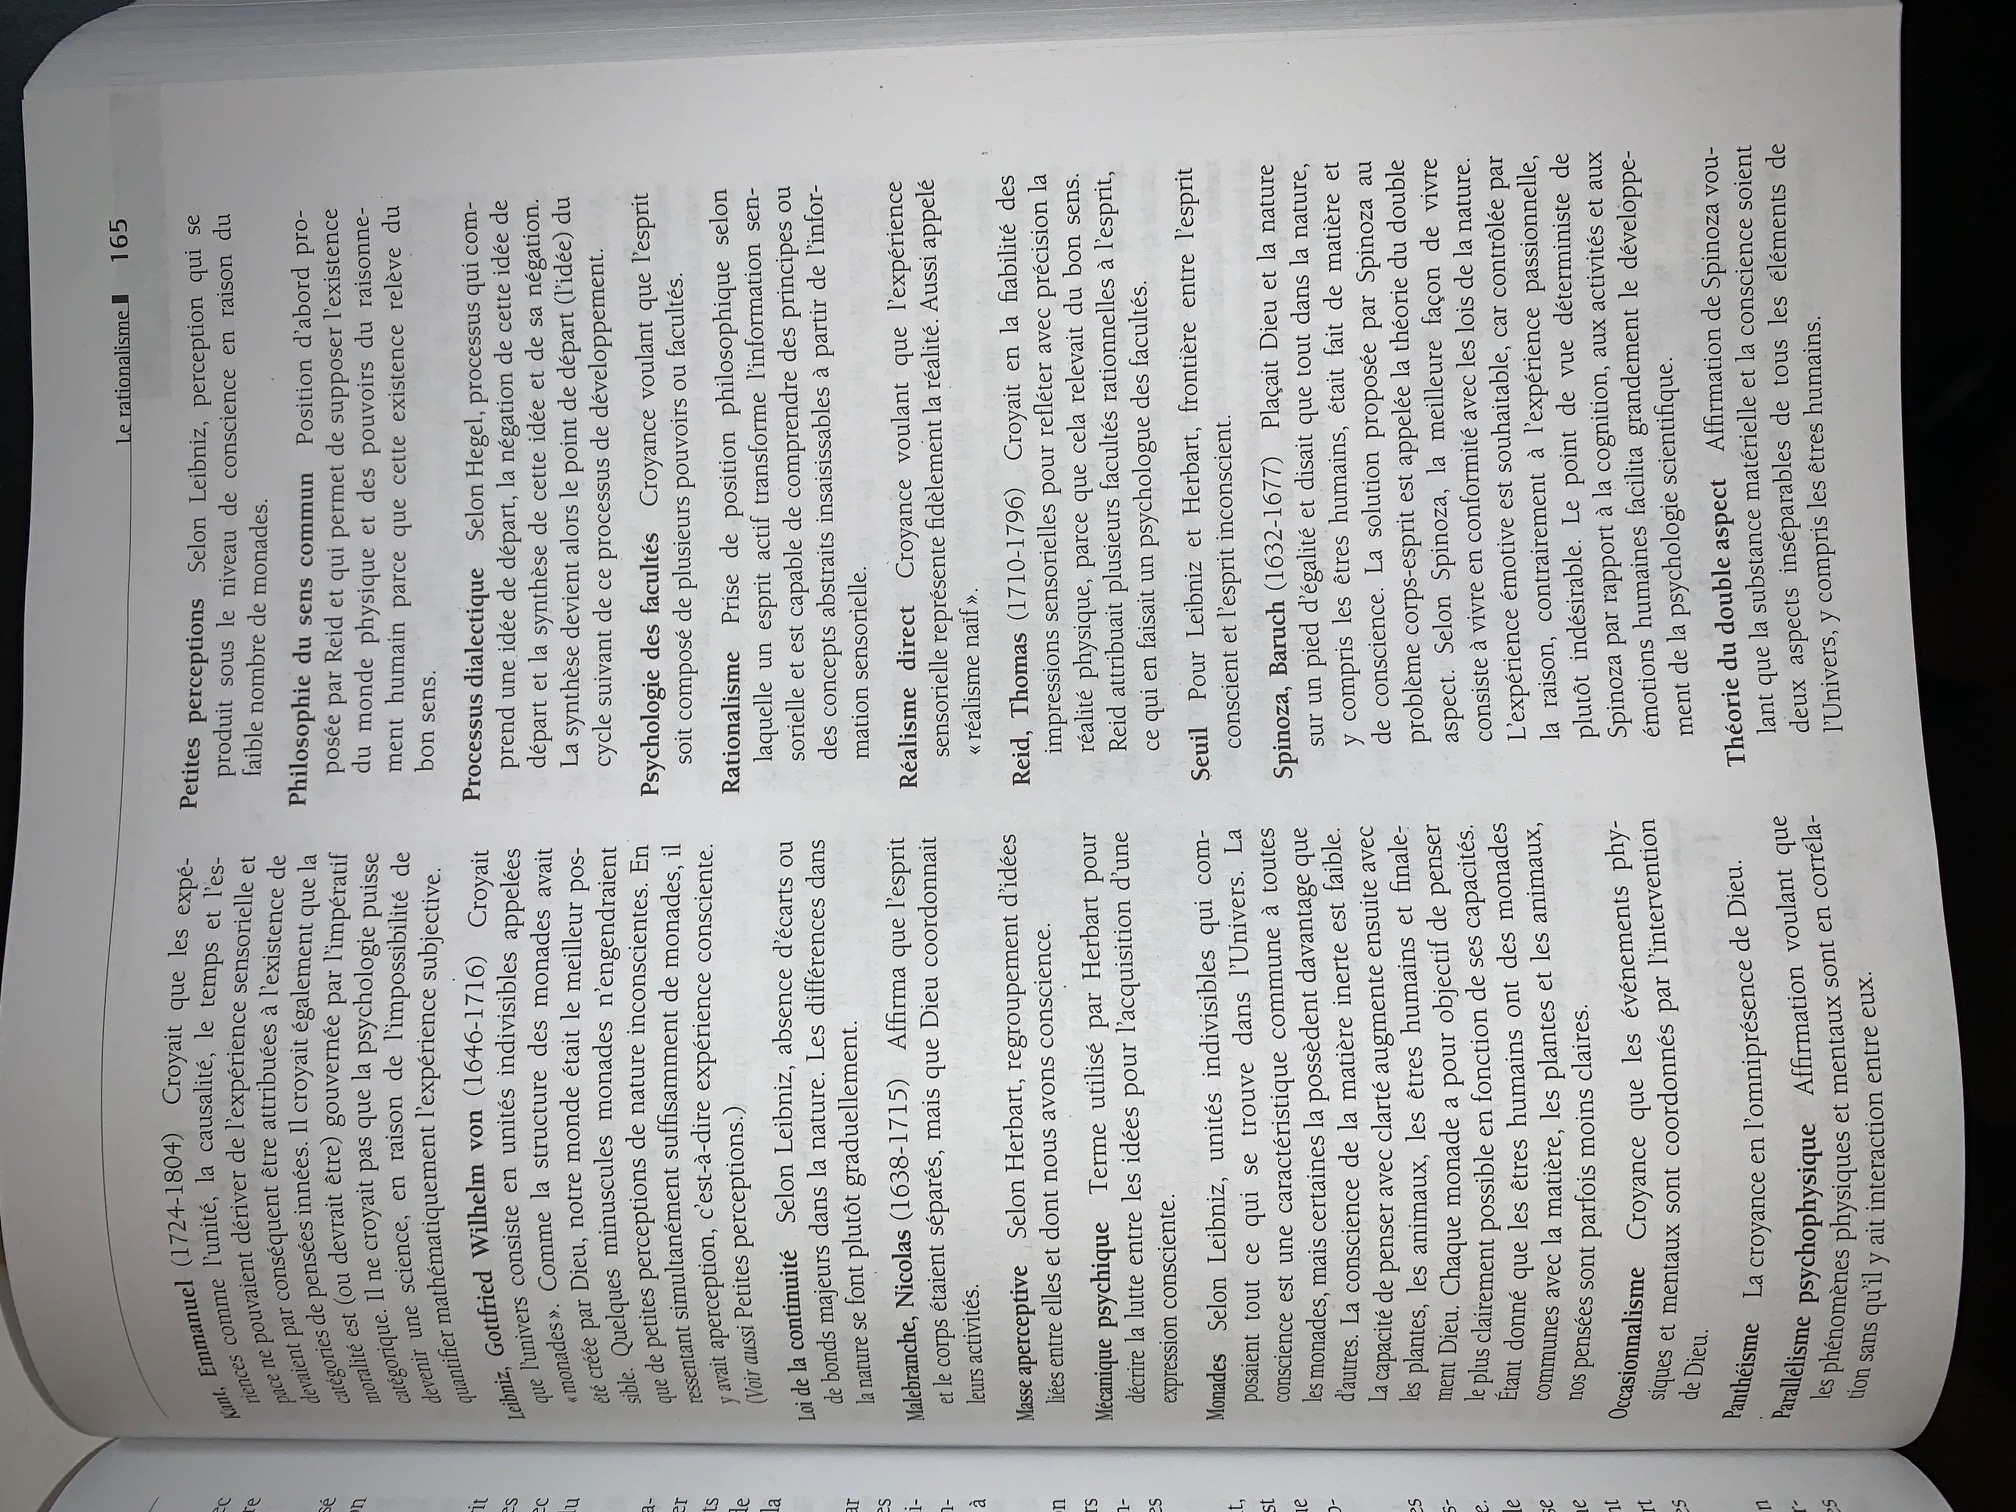 Le rationalisme 165
Kant, Emmanuel (1724-1804) Croyait que les expé-
riences comme l'unité, la causalité, le temps et l'es-
pace ne pouvaient dériver de l'expérience sensorielle et
devaient par conséquent être attribuées à l'existence de
catégories de pensées innées. Il croyait également que la
moralité est (ou devrait être) gouvernée par l'impératif
catégorique. Il ne croyait pas que la psychologie puisse
devenir une science, en raison de l'impossibilité de
quantifier mathématiquement l'expérience subjective.
Leibniz, Gottfried Wilhelm von (1646-1716) Croyait
que l'univers consiste en unités indivisibles appelées
« monades ». Comme la structure des monades avait
été créée par Dieu, notre monde était le meilleur pos-
sible. Quelques minuscules monades n'engendraient
que de petites perceptions de nature inconscientes. En
ressentant simultanément suffisamment de monades, il
y avait aperception, c'est-à-dire expérience consciente.
(Voir aussi Petites perceptions.)
Loi de la continuité Selon Leibniz, absence d'écarts ou
de bonds majeurs dans la nature. Les différences dans
la nature se font plutôt graduellement.
Malebranche, Nicolas (1638-1715) Affirma que l'esprit
et le corps étaient séparés, mais que Dieu coordonnait
leurs activités.
Masse aperceptive Selon Herbart, regroupement d'idées
liées entre elles et dont nous avons conscience.
Mécanique psychique Terme utilisé par Herbart pour
décrire la lutte entre les idées pour l'acquisition d'une
expression consciente.
Monades Selon Leibniz, unités indivisibles qui com-
posaient tout ce qui se trouve dans l'Univers. La
conscience est une caractéristique commune à toutes
les monades, mais certaines la possèdent davantage que
d'autres. La conscience de la matière inerte est faible.
La capacité de penser avec clarté augmente ensuite avec
les plantes, les animaux, les êtres humains et finale-
ment Dieu. Chaque monade a pour objectif de penser
le plus clairement possible en fonction de ses capacités.
Étant donné que les êtres humains ont des monades
communes avec la matière, les plantes et les animaux,
nos pensées sont parfois moins claires.
Occasionnalisme Croyance que les événements phy-
siques et mentaux sont coordonnés par l'intervention
de Dieu.
Panthéisme La croyance en l'omniprésence de Dieu.
Parallélisme psychophysique Affirmation voulant que
les phénomènes physiques et mentaux sont en corréla-
tion sans qu'il y ait interaction entre eux.
Petites perceptions Selon Leibniz, perception qui se
produit sous le niveau de conscience en raison du
faible nombre de monades.
Philosophie du sens commun Position d'abord pro-
posée par Reid et qui permet de supposer l'existence
du monde physique et des pouvoirs du raisonne-
ment humain parce que cette existence relève du
bon sens.
Processus dialectique Selon Hegel, processus qui com-
prend une idée de départ, la négation de cette idée de
départ et la synthèse de cette idée et de sa négation.
La synthèse devient alors le point de départ (l'idée) du
cycle suivant de ce processus de développement.
Psychologie des facultés Croyance voulant que l'esprit
soit composé de plusieurs pouvoirs ou facultés.
Rationalisme Prise de position philosophique selon
laquelle un esprit actif transforme l'information sen-
sorielle et est capable de comprendre des principes ou
des concepts abstraits insaisissables à partir de l'infor-
mation sensorielle.
Réalisme direct Croyance voulant que l'expérience
sensorielle représente fidèlement la réalité. Aussi appelé
« réalisme naïf ».
Reid, Thomas (1710-1796) Croyait en la fiabilité des
impressions sensorielles pour refléter avec précision la
réalité physique, parce que cela relevait du bon sens.
Reid attribuait plusieurs facultés rationnelles à l'esprit,
ce qui en faisait un psychologue des facultés.
Seuil Pour Leibniz et Herbart, frontière entre l'esprit
conscient et l'esprit inconscient.
Spinoza, Baruch (1632-1677) Plaçait Dieu et la nature
sur un pied d'égalité et disait que tout dans la nature,
y compris les êtres humains, était fait de matière et
de conscience. La solution proposée par Spinoza au
problème corps-esprit est appelée la théorie du double
aspect. Selon Spinoza, la meilleure façon de vivre
consiste à vivre en conformité avec les lois de la nature.
L'expérience émotive est souhaitable, car contrôlée par
la raison, contrairement à l'expérience passionnelle,
plutôt indésirable. Le point de vue déterministe de
Spinoza par rapport à la cognition, aux activités et aux
émotions humaines facilita grandement le développe-
ment de la psychologie scientifique.
Théorie du double aspect Affirmation de Spinoza vou-
lant que la substance matérielle et la conscience soient
deux aspects inséparables de tous les éléments de
l'Univers, y compris les êtres humains.